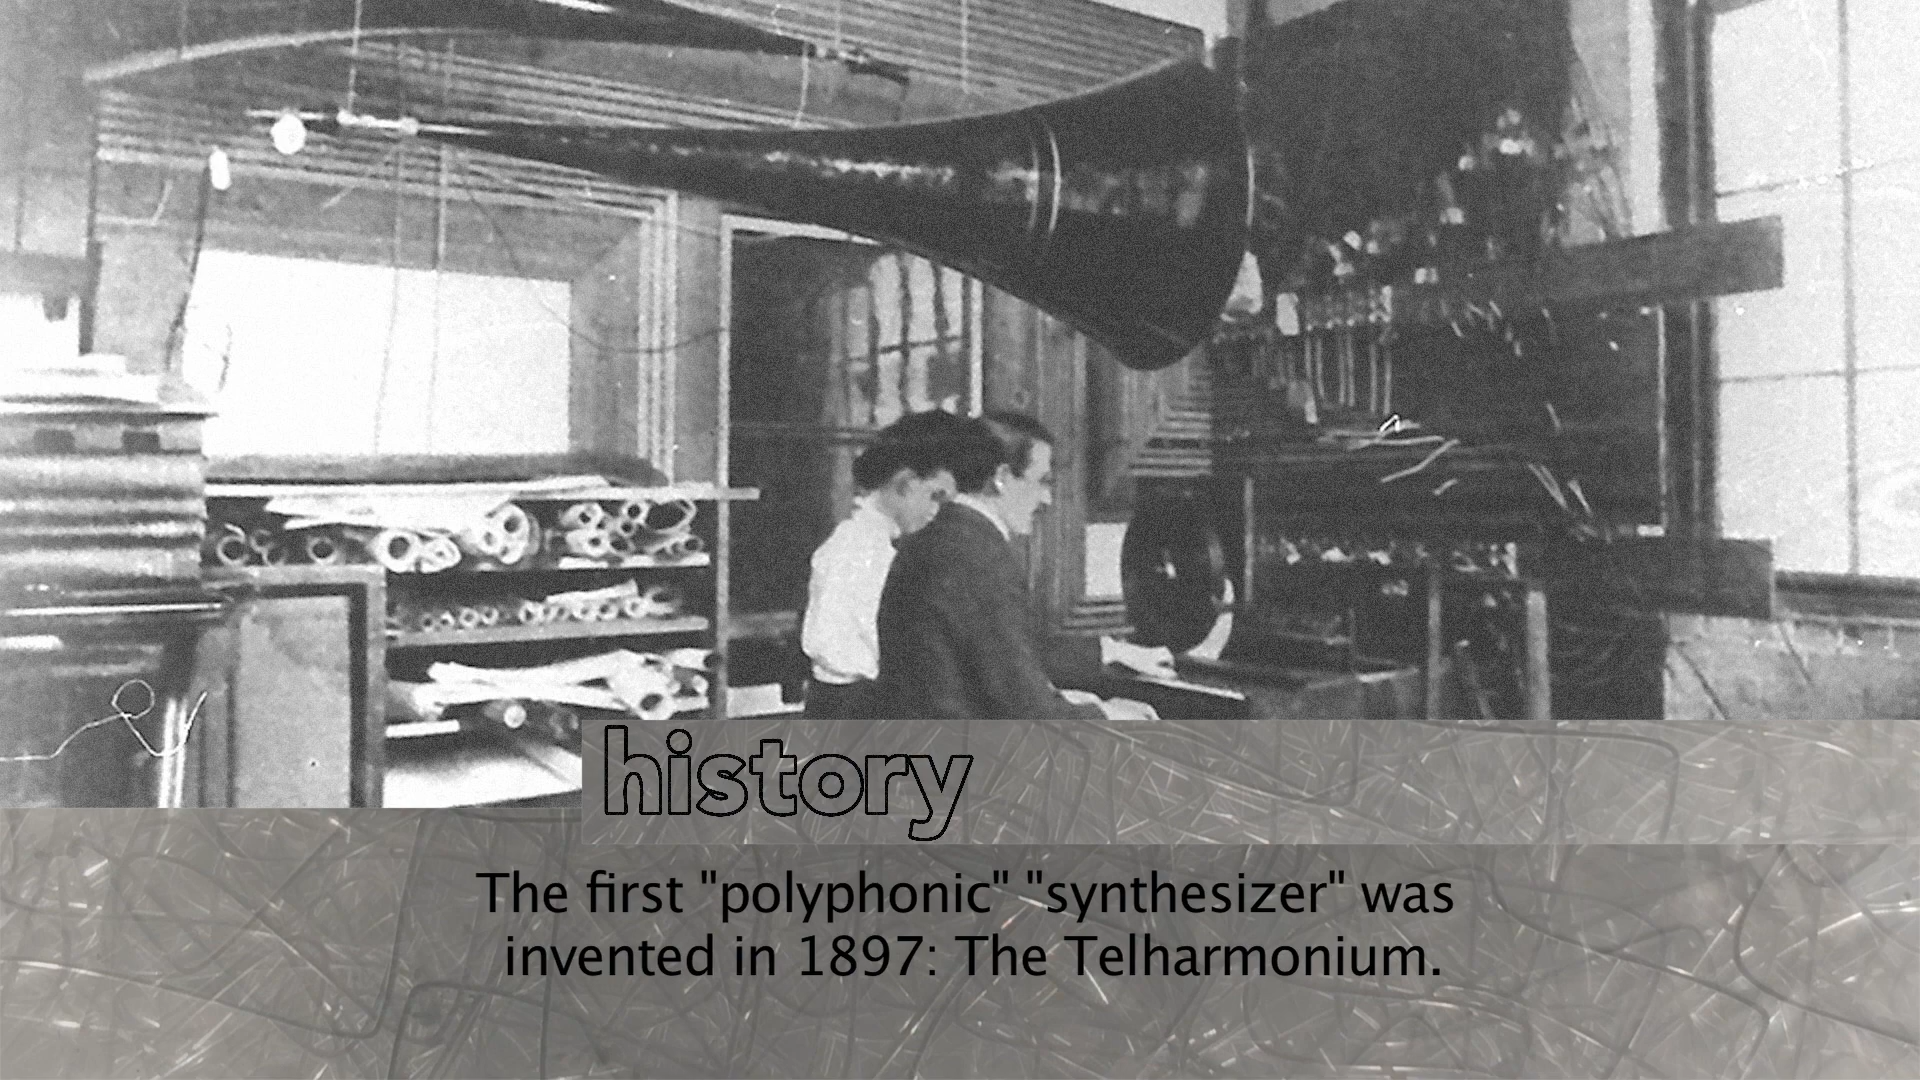 history
The first "polyphonic" "synthesizer" was
invented in 1897: The Telharmonium.